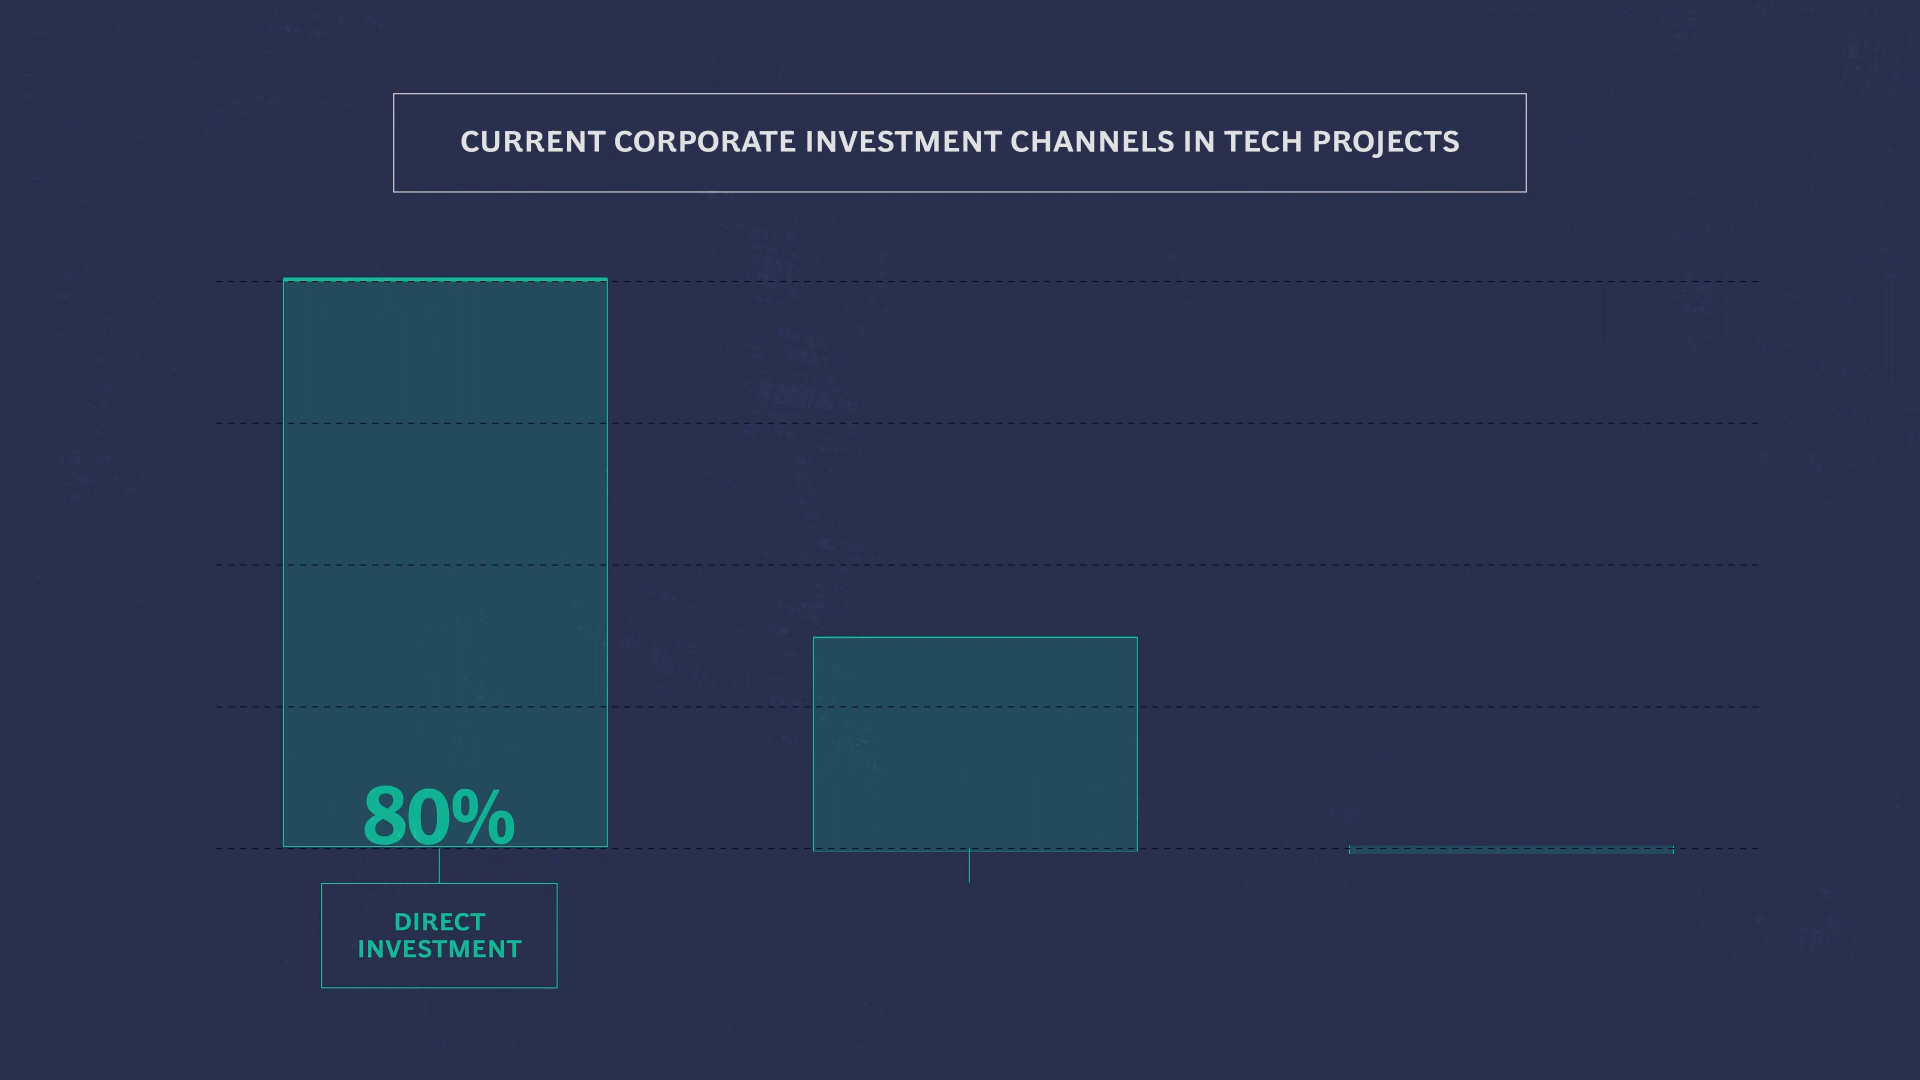 CURRENT CORPORATE INVESTMENT CHANNELS IN TECH PROJECTS
80%
DIRECT
INVESTMENT